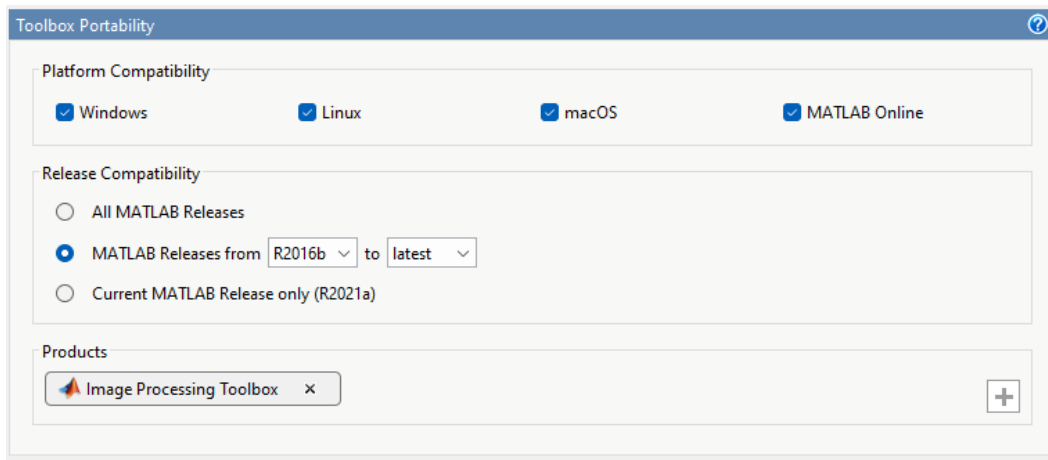 Toolbox Portability
Platform Compatibility
Windows Linux macOS MATLAB Online
Release Compatibility
All MATLAB Releases
MATLAB Releases from R2016b to latest
Current MATLAB Release only (R2021a)
Products
Image Processing Toolbox